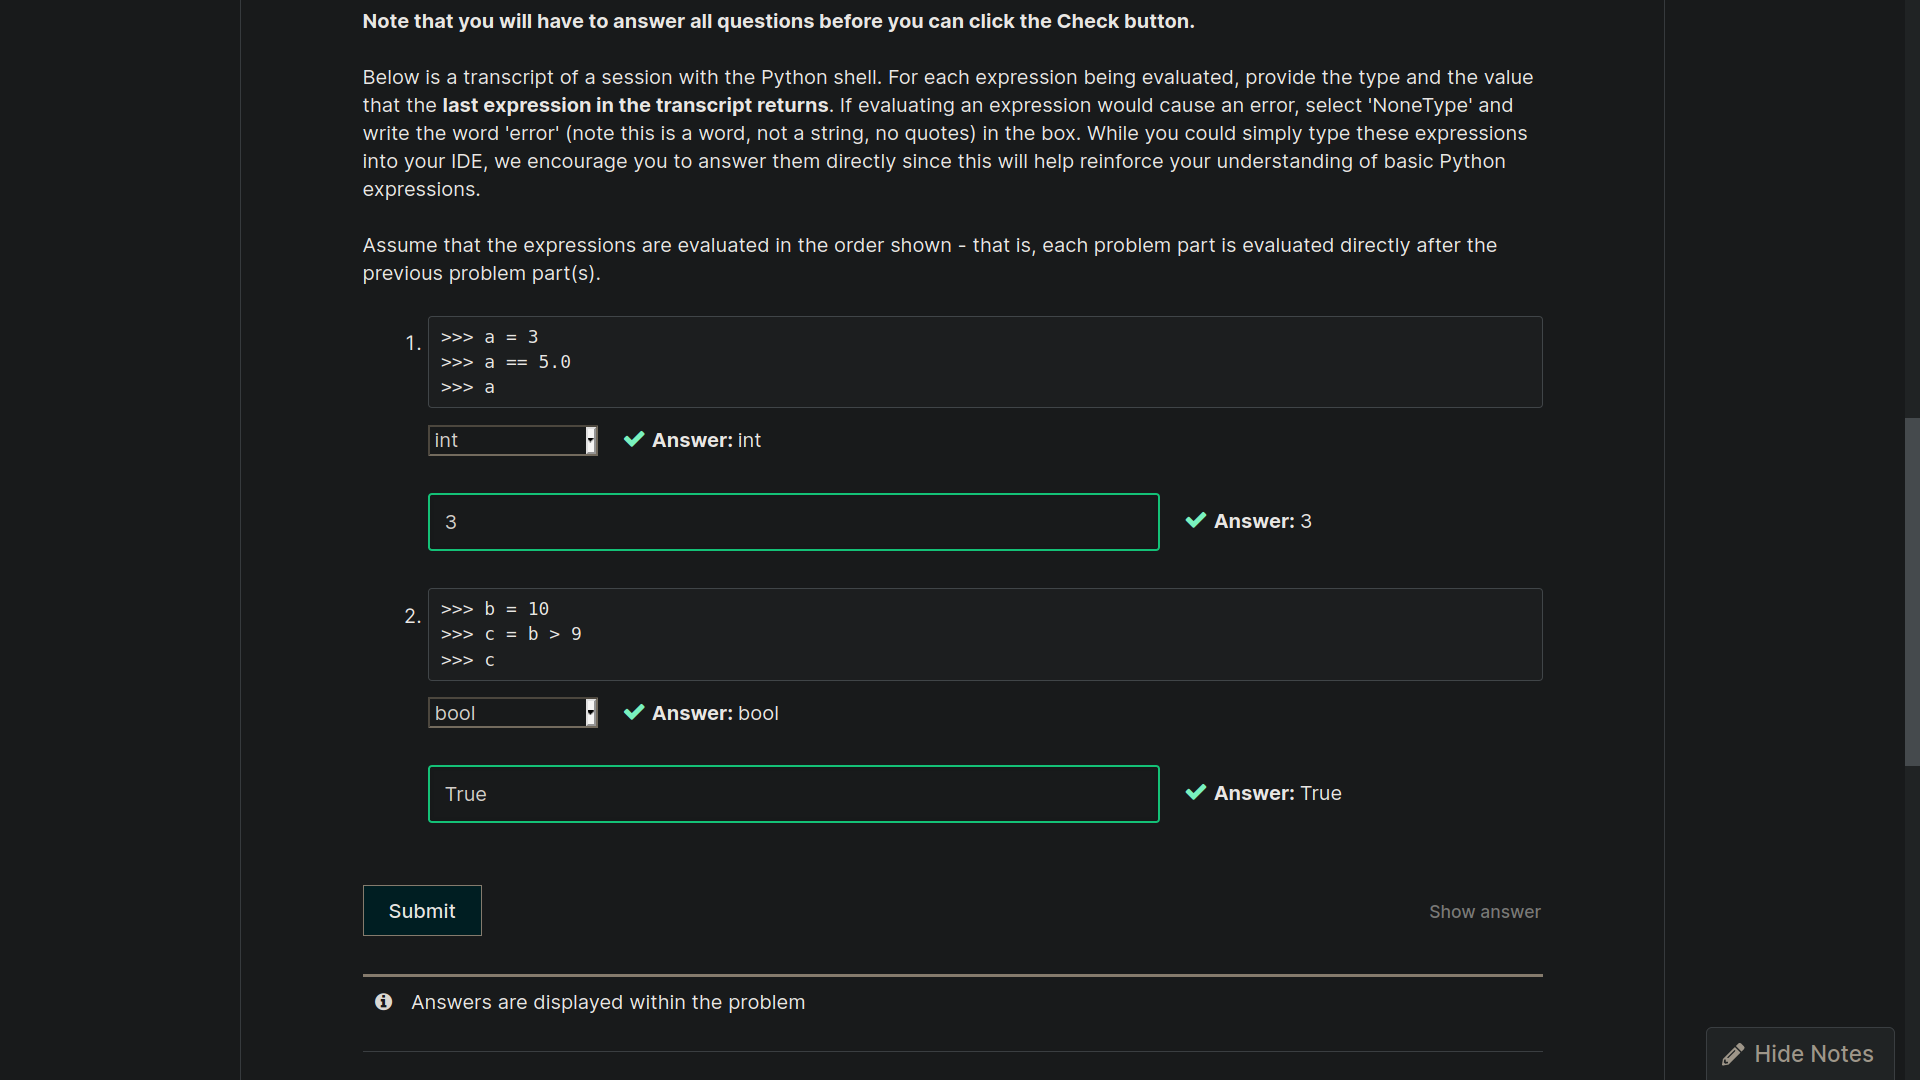 Note that you will have to answer all questions before you can click the Check button.
Below is a transcript of a session with the Python shell. For each expression being evaluated, provide the type and the value
that the last expression in the transcript returns. If evaluating an expression would cause an error, select 'NoneType' and
write the word 'error' (note this is a word, not a string, no quotes) in the box. While you could simply type these expressions
into your IDE, we encourage you to answer them directly since this will help reinforce your understanding of basic Python
expressions.
Assume that the expressions are evaluated in the order shown - that is, each problem part is evaluated directly after the
previous problem part(s).
1.
>>> a = 3
>>> a == 5.0
>>> a
int Answer: int
3 Answer: 3
2.
>>> b = 10
>>> c = b > 9
>>> c
bool Answer: bool
True Answer: True
Submit Show answer
Answers are displayed within the problem
Hide Notes